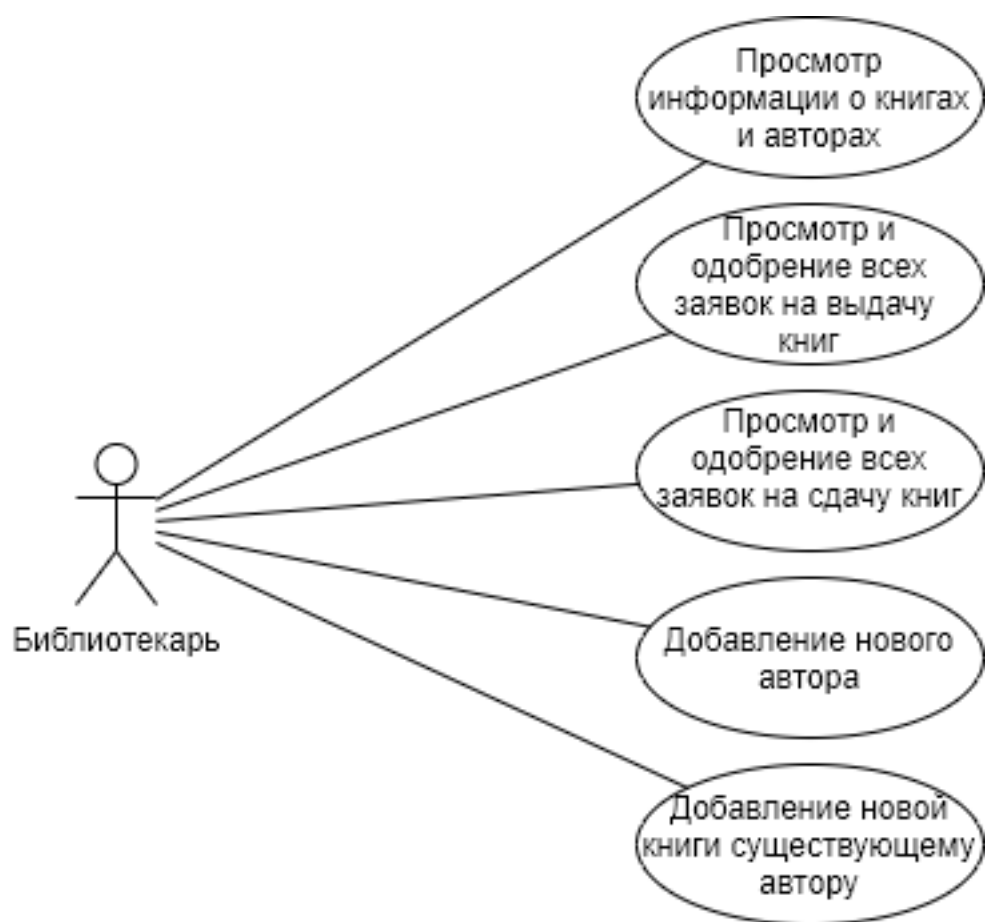 Просмотр
информации о книгах
и авторах
Просмотр и
одобрение всех
заявок на выдачу
книг
Просмотр и
одобрение всех
заявок на сдачу книг
Библиотекарь
Добавление нового
автора
Добавление новой
книги существующему
автору